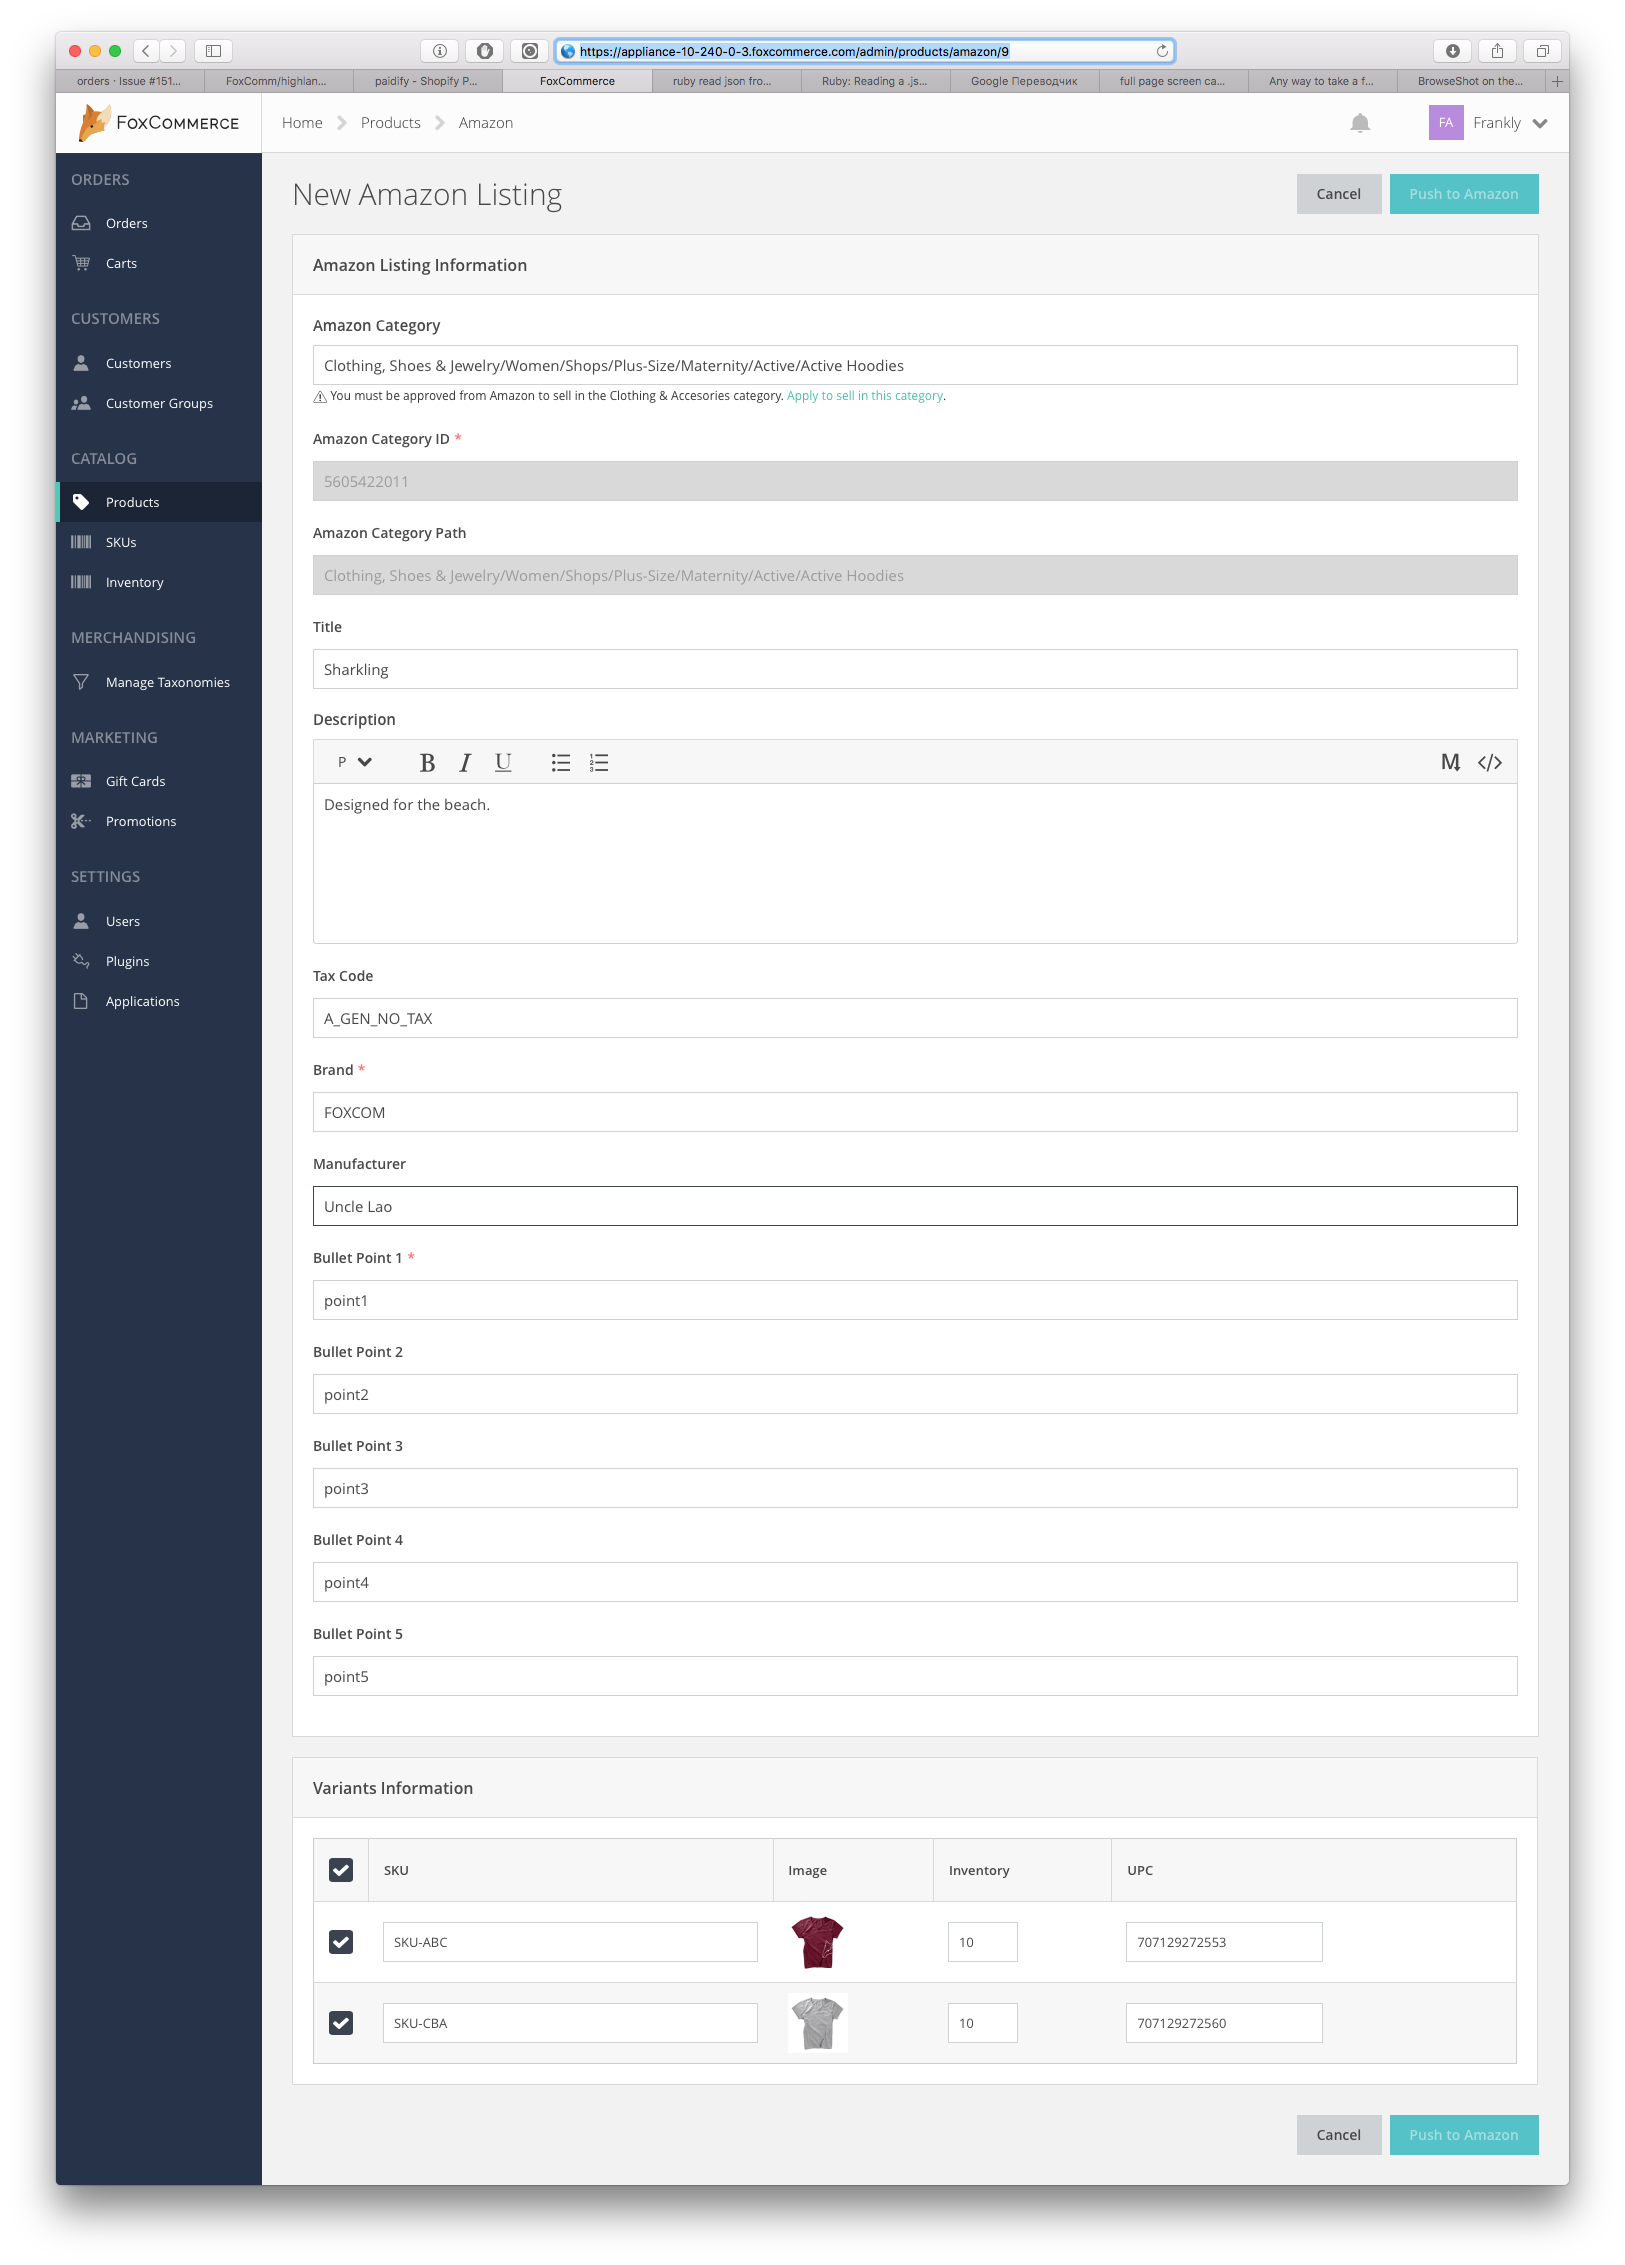 https://appliance-10-240-0-3.foxcommerce.com/admin/products/amazon/9
orders · Issue #151... FoxComm/highlan... paidify - Shopify P... FoxCommerce ruby read json fro... Ruby: Reading a .js... Google Переводчик full page screen ca... Any way to take a f... BrowseShot on the...
FOXCOMMERCE
Home Products Amazon
FA Frankly
ORDERS
Orders
Carts
CUSTOMERS
Customers
Customer Groups
CATALOG
Products
SKUs
Inventory
MERCHANDISING
Manage Taxonomies
MARKETING
Gift Cards
Promotions
SETTINGS
Users
Plugins
Applications
New Amazon Listing
Cancel Push to Amazon
Amazon Listing Information
Amazon Category
Clothing, Shoes & Jewelry/Women/Shops/Plus-Size/Maternity/Active/Active Hoodies
You must be approved from Amazon to sell in the Clothing & Accesories category. Apply to sell in this category.
Amazon Category ID *
5605422011
Amazon Category Path
Clothing, Shoes & Jewelry/Women/Shops/Plus-Size/Maternity/Active/Active Hoodies
Title
Sharkling
Description
P B I U M </>
Designed for the beach.
Tax Code
A_GEN_NO_TAX
Brand *
FOXCOM
Manufacturer
Uncle Lao
Bullet Point 1 *
point1
Bullet Point 2
point2
Bullet Point 3
point3
Bullet Point 4
point4
Bullet Point 5
point5
Variants Information
SKU Image Inventory UPC
SKU-ABC 10 707129272553
SKU-CBA 10 707129272560
Cancel Push to Amazon